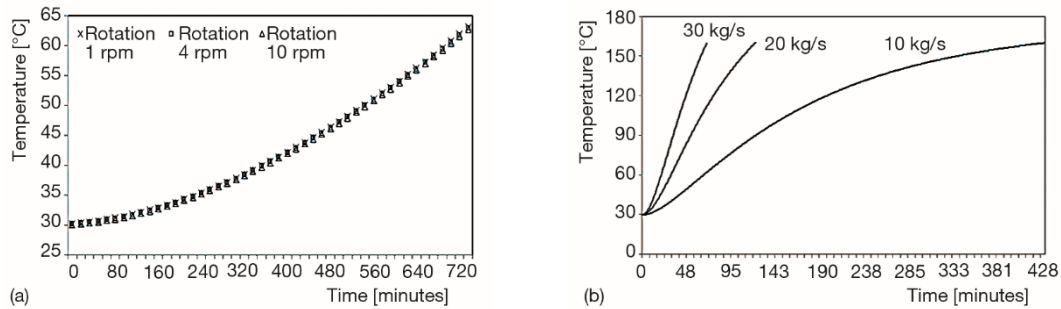 Temperature [°C]
65
60
55
50
45
40
35
30
25
×Rotation 1 rpm
□Rotation 4 rpm
△Rotation 10 rpm
0 80 160 240 320 400 480 560 640 720
(a)
Time [minutes]
Temperature [°C]
180
150
120
90
60
30
0
30 kg/s
20 kg/s
10 kg/s
0 48 95 143 190 238 285 333 381 428
(b)
Time [minutes]